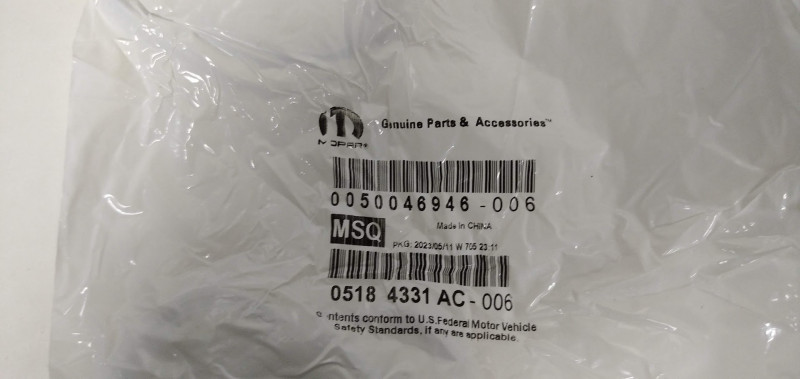 MOPAR®
Genuine Parts & Accessories™
0050046946-006
MSQ
Made in CHINA
PKG: 2023/05/11 W 705 23 11
0518 4331 AC-006
Contents conform to U.S.Federal Motor Vehicle
Safety Standards, if any are applicable.